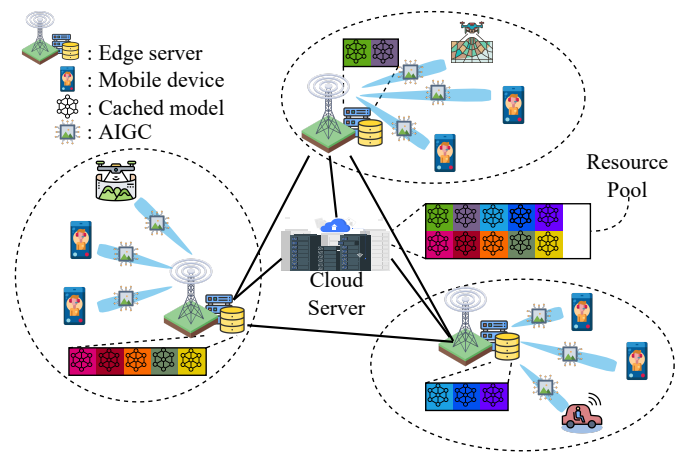 : Edge server
: Mobile device
: Cached model
: AIGC
Resource
Pool
Cloud
Server